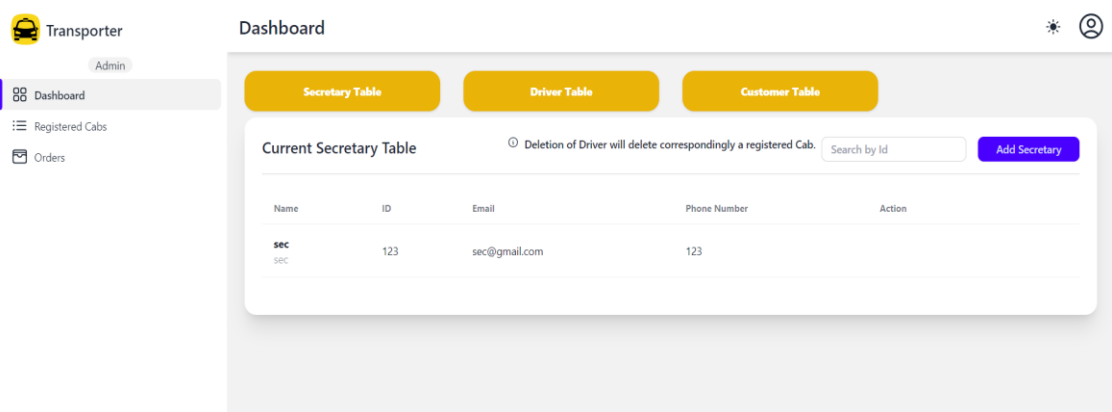 Transporter
Dashboard
Admin
Dashboard
Registered Cabs
Orders
Secretary Table
Driver Table
Customer Table
Current Secretary Table
Deletion of Driver will delete correspondingly a registered Cab.
Search by Id
Add Secretary
Name ID Email Phone Number Action
sec
sec
123 sec@gmail.com 123